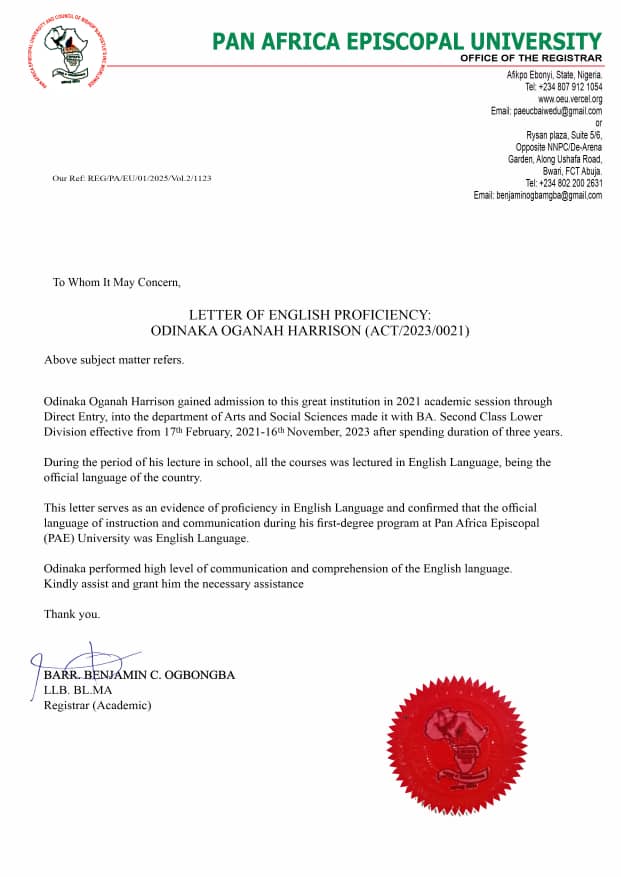 PAN AFRICA EPISCOPAL UNIVERSITY AND COUNCIL OF BISHOP/
PAN AFRICA EPISCOPAL UNIVERSITY
OFFICE OF THE REGISTRAR
Afikpo Ebonyi, State, Nigeria.
Tel: +234 807 912 1054
www.oeu.vercel.org
Email: paeucbaiwedu@gmail.com
or
Rysan plaza, Suite 5/6,
Opposite NNPC/De-Arena
Garden, Along Ushafa Road,
Bwari, FCT Abuja.
Tel: +234 802 200 2631
Email: benjaminogbamgba@gmail,com
Our Ref: REG/PA/EU/01/2025/Vol.2/1123
To Whom It May Concern,
LETTER OF ENGLISH PROFICIENCY:
ODINAKA OGANAH HARRISON (ACT/2023/0021)
Above subject matter refers.
Odinaka Oganah Harrison gained admission to this great institution in 2021 academic session through
Direct Entry, into the department of Arts and Social Sciences made it with BA. Second Class Lower
Division effective from 17th February, 2021-16th November, 2023 after spending duration of three years.
During the period of his lecture in school, all the courses was lectured in English Language, being the
official language of the country.
This letter serves as an evidence of proficiency in English Language and confirmed that the official
language of instruction and communication during his first-degree program at Pan Africa Episcopal
(PAE) University was English Language.
Odinaka performed high level of communication and comprehension of the English language.
Kindly assist and grant him the necessary assistance
Thank you.
BARR. BENJAMIN C. OGBONGBA
LLB. BL.MA
Registrar (Academic)